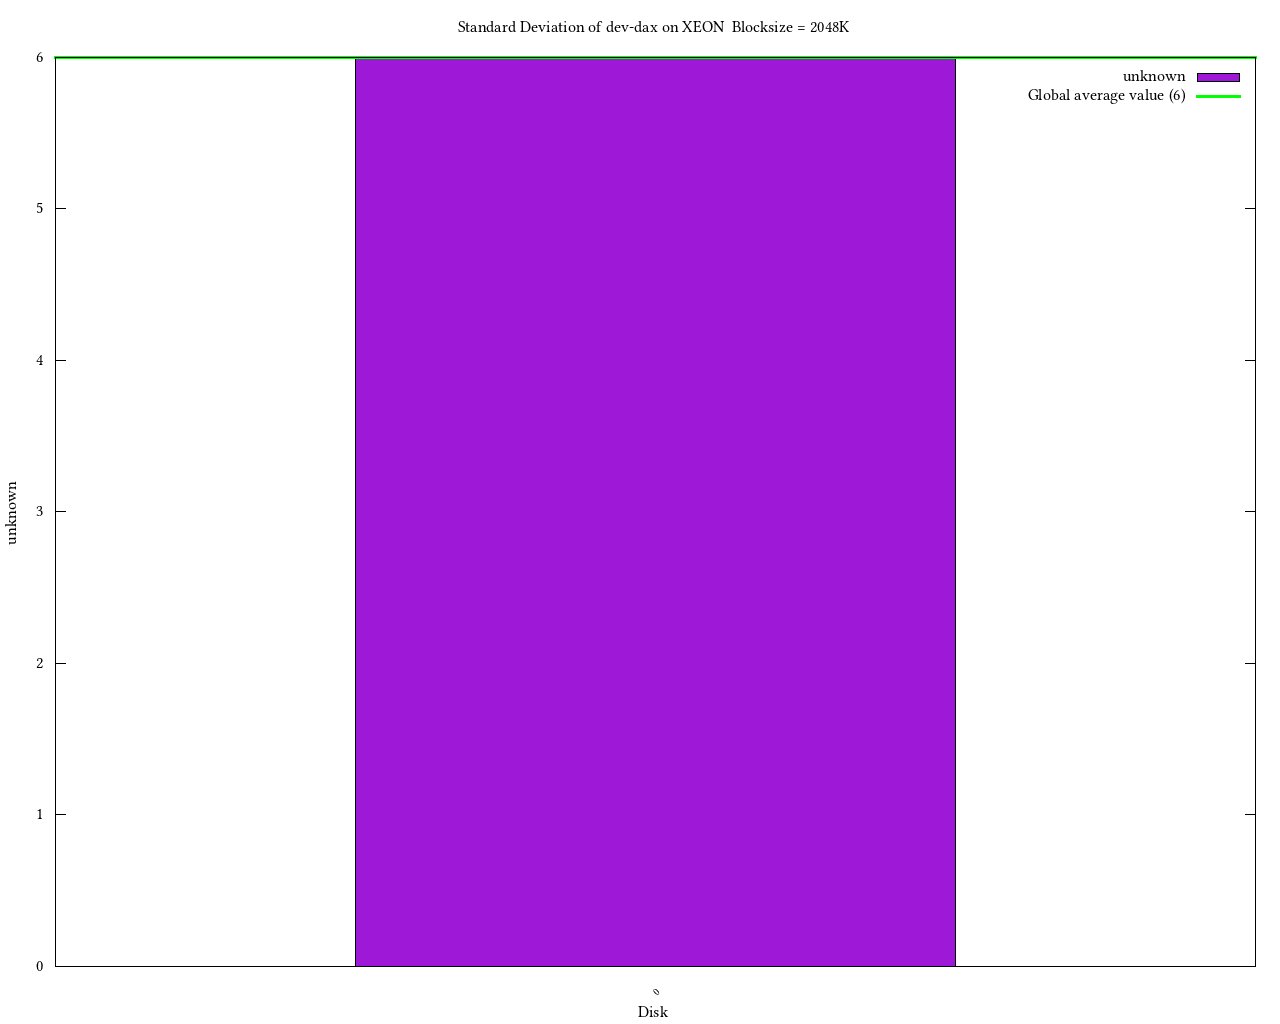 Standard Deviation of dev-dax on XEON  Blocksize = 2048K
unknown
Global average value (6)
6
5
4
3
2
1
0
unknown
0
Disk